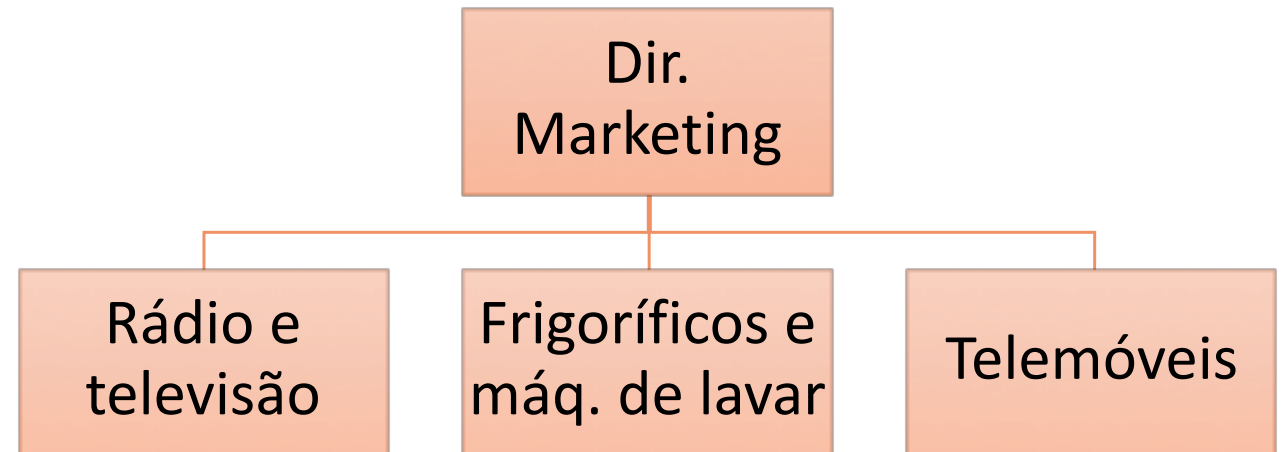 Dir.
Marketing
Rádio e
televisão
Frigoríficos e
máq. de lavar
Telemóveis